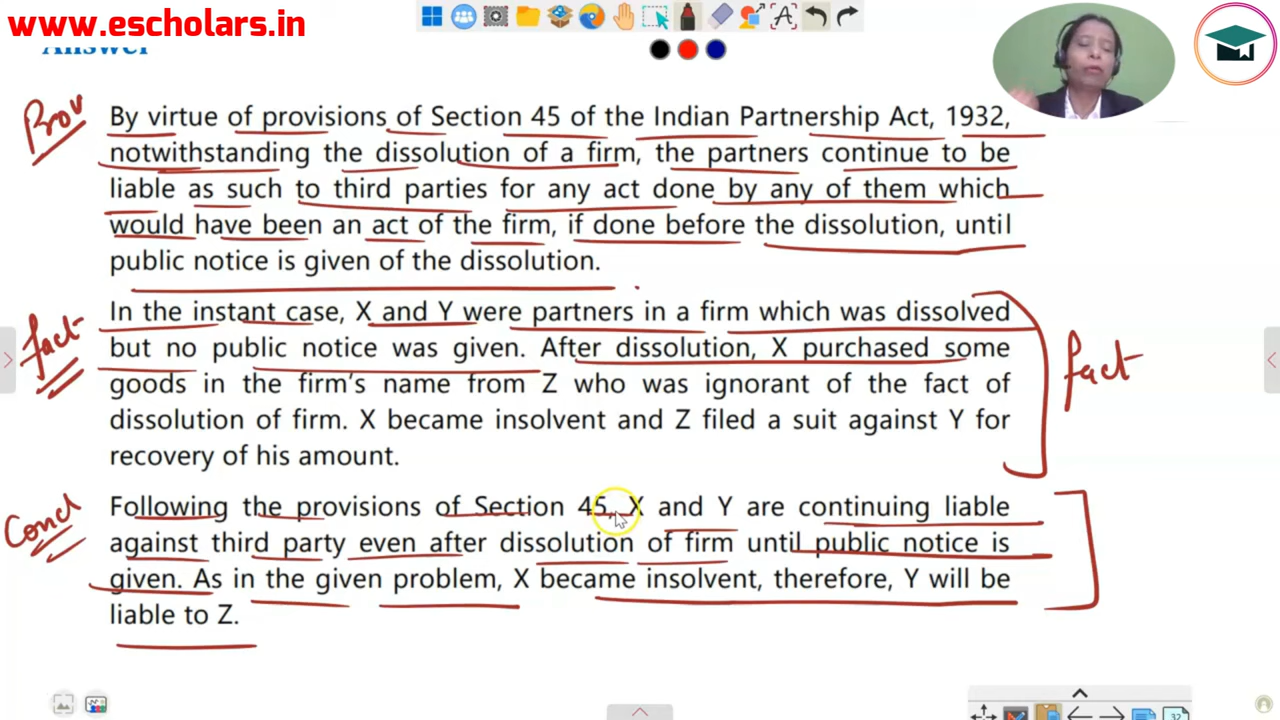 www.escholars.in
Answer
Prov
By virtue of provisions of Section 45 of the Indian Partnership Act, 1932,
notwithstanding the dissolution of a firm, the partners continue to be
liable as such to third parties for any act done by any of them which
would have been an act of the firm, if done before the dissolution, until
public notice is given of the dissolution.
fact
In the instant case, X and Y were partners in a firm which was dissolved
but no public notice was given. After dissolution, X purchased some
goods in the firm's name from Z who was ignorant of the fact of
dissolution of firm. X became insolvent and Z filed a suit against Y for
recovery of his amount.
fact
Concl
Following the provisions of Section 45, X and Y are continuing liable
against third party even after dissolution of firm until public notice is
given. As in the given problem, X became insolvent, therefore, Y will be
liable to Z.
32